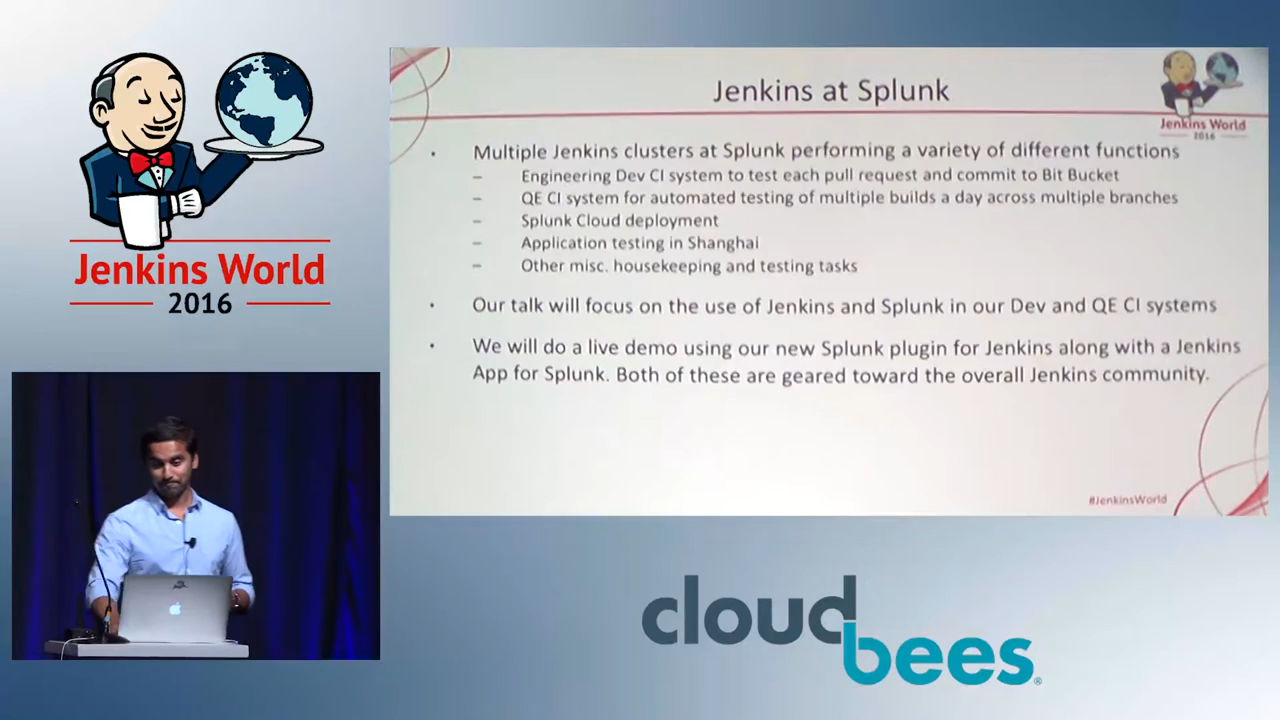 Jenkins World
2016
Jenkins at Splunk
Jenkins World
2016
· Multiple Jenkins clusters at Splunk performing a variety of different functions
– Engineering Dev CI system to test each pull request and commit to Bit Bucket
– QE CI system for automated testing of multiple builds a day across multiple branches
– Splunk Cloud deployment
– Application testing in Shanghai
– Other misc. housekeeping and testing tasks
· Our talk will focus on the use of Jenkins and Splunk in our Dev and QE CI systems
· We will do a live demo using our new Splunk plugin for Jenkins along with a Jenkins
App for Splunk. Both of these are geared toward the overall Jenkins community.
#JenkinsWorld
cloud
bees®